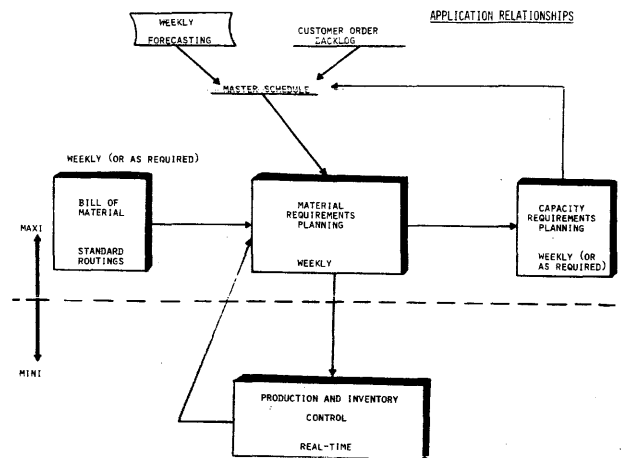 APPLICATION RELATIONSHIPS
WEEKLY
FORECASTING
CUSTOMER ORDER
BACKLOG
MASTER SCHEDULE
WEEKLY (OR AS REQUIRED)
BILL OF
MATERIAL
STANDARD
ROUTINGS
MATERIAL
REQUIREMENTS
PLANNING
WEEKLY
CAPACITY
REQUIREMENTS
PLANNING
WEEKLY (OR
AS REQUIRED)
MAXI
MINI
PRODUCTION AND INVENTORY
CONTROL
REAL-TIME